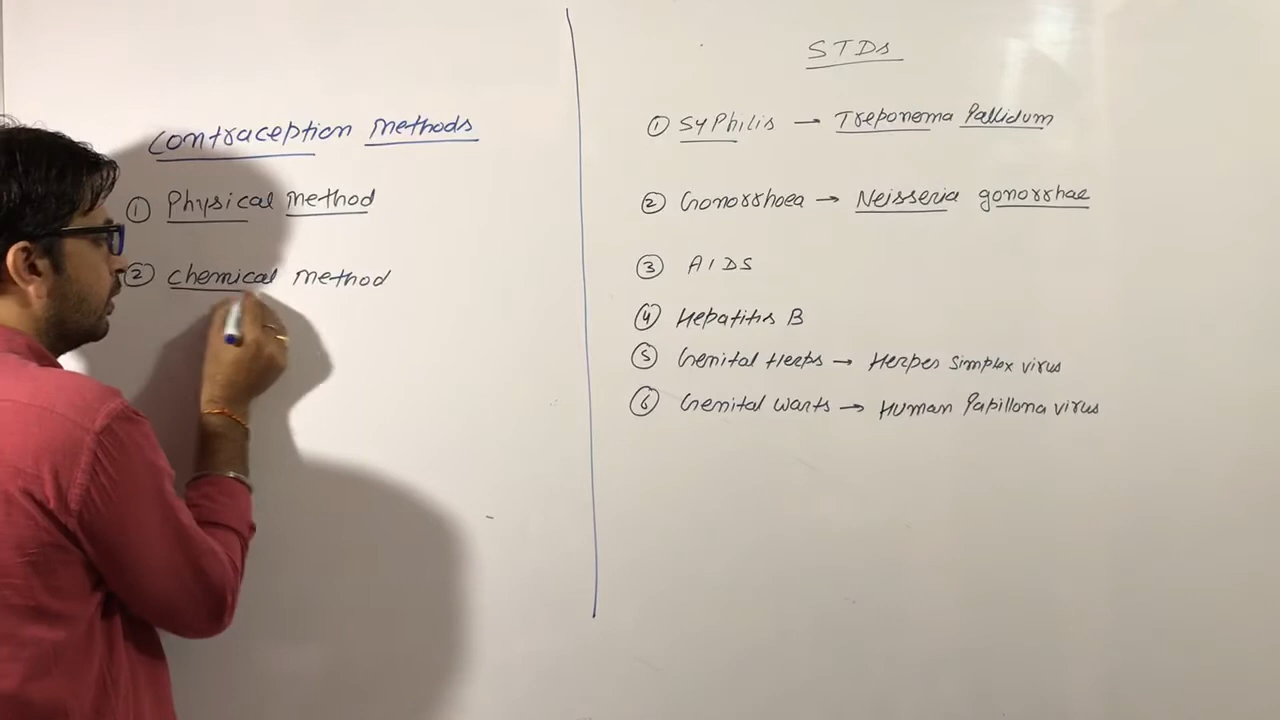 Contraception Methods
① Physical method
② Chemical method
STDs
① Syphilis → Treponema Pallidum
② Gonorrhoea → Neisseria gonorrhae
③ AIDS
④ Hepatitis B
⑤ Genital Herps → Herpes simplex virus
⑥ Genital warts → Human Papilloma virus